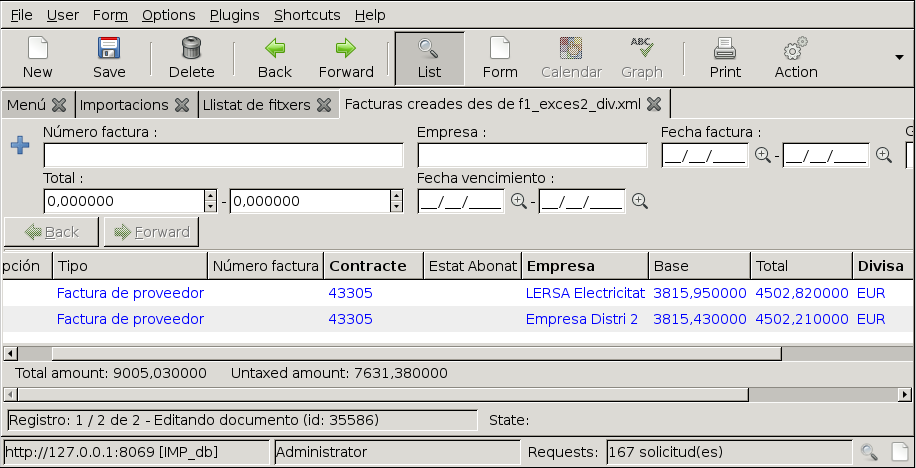 File User Form Options Plugins Shortcuts Help
ABC
New Save Delete Back Forward List Form Calendar Graph Print Action
Menú Importacions Llistat de fitxers Facturas creades des de f1_exces2_div.xml
Número factura : Empresa : Fecha factura :
__/__/____ - __/__/____
Total : Fecha vencimiento :
0,000000 - 0,000000 __/__/____ - __/__/____
Back Forward
pción Tipo Número factura Contracte Estat Abonat Empresa Base Total Divisa
Factura de proveedor 43305 LERSA Electricitat 3815,950000 4502,820000 EUR
Factura de proveedor 43305 Empresa Distri 2 3815,430000 4502,210000 EUR
Total amount: 9005,030000 Untaxed amount: 7631,380000
Registro: 1 / 2 de 2 - Editando documento (id: 35586) State:
http://127.0.0.1:8069 [IMP_db] Administrator Requests: 167 solicitud(es)